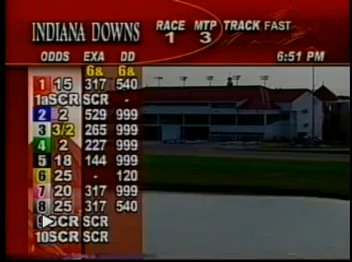 INDIANA DOWNS RACE MTP TRACK FAST
1 3
ODDS EXA DD 6:51 PM
6& 6&
1 15 317 540
1a SCR SCR -
2 2 529 999
3 3/2 265 999
4 2 227 999
5 18 144 999
6 25 - 120
7 20 317 999
8 25 317 540
9 SCR SCR
10 SCR SCR